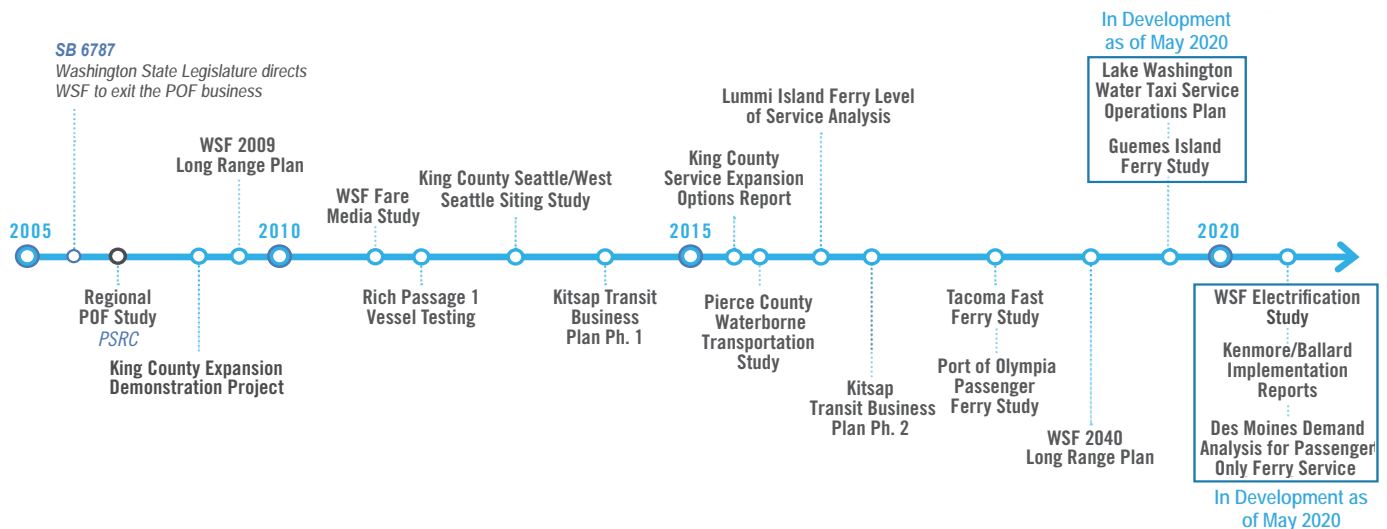 In Development
as of May 2020
SB 6787
Washington State Legislature directs
WSF to exit the POF business
Lake Washington
Water Taxi Service
Operations Plan
Guemes Island
Ferry Study
Lummi Island Ferry Level
of Service Analysis
WSF 2009
Long Range Plan
King County
Service Expansion
Options Report
King County Seattle/West
Seattle Siting Study
WSF Fare
Media Study
2005
2010
2015
2020
Regional
POF Study
PSRC
King County Expansion
Demonstration Project
Rich Passage 1
Vessel Testing
Kitsap Transit
Business
Plan Ph. 1
Pierce County
Waterborne
Transportation
Study
Kitsap
Transit Business
Plan Ph. 2
Tacoma Fast
Ferry Study
Port of Olympia
Passenger
Ferry Study
WSF 2040
Long Range Plan
WSF Electrification
Study
Kenmore/Ballard
Implementation
Reports
Des Moines Demand
Analysis for Passenger
Only Ferry Service
In Development as
of May 2020